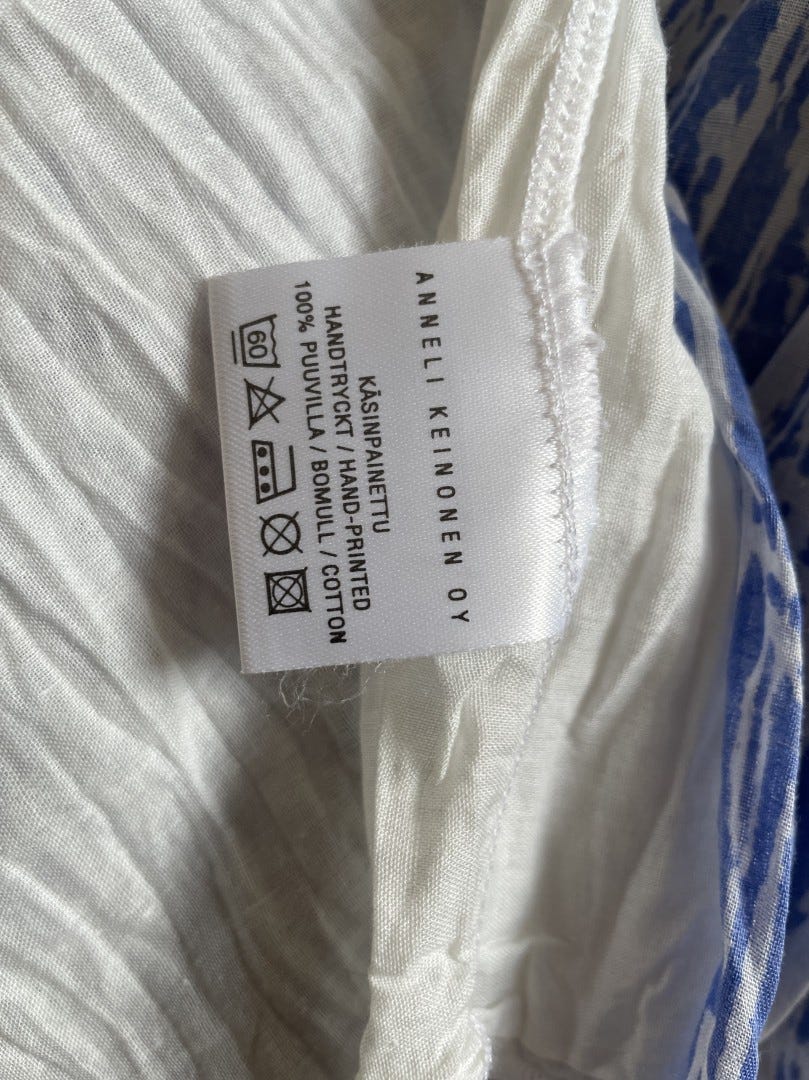 ANNELI KEINONEN OY
KÄSINPAINETTU
HANDTRYCKT / HAND-PRINTED
100% PUUVILLA / BOMULL / COTTON
60